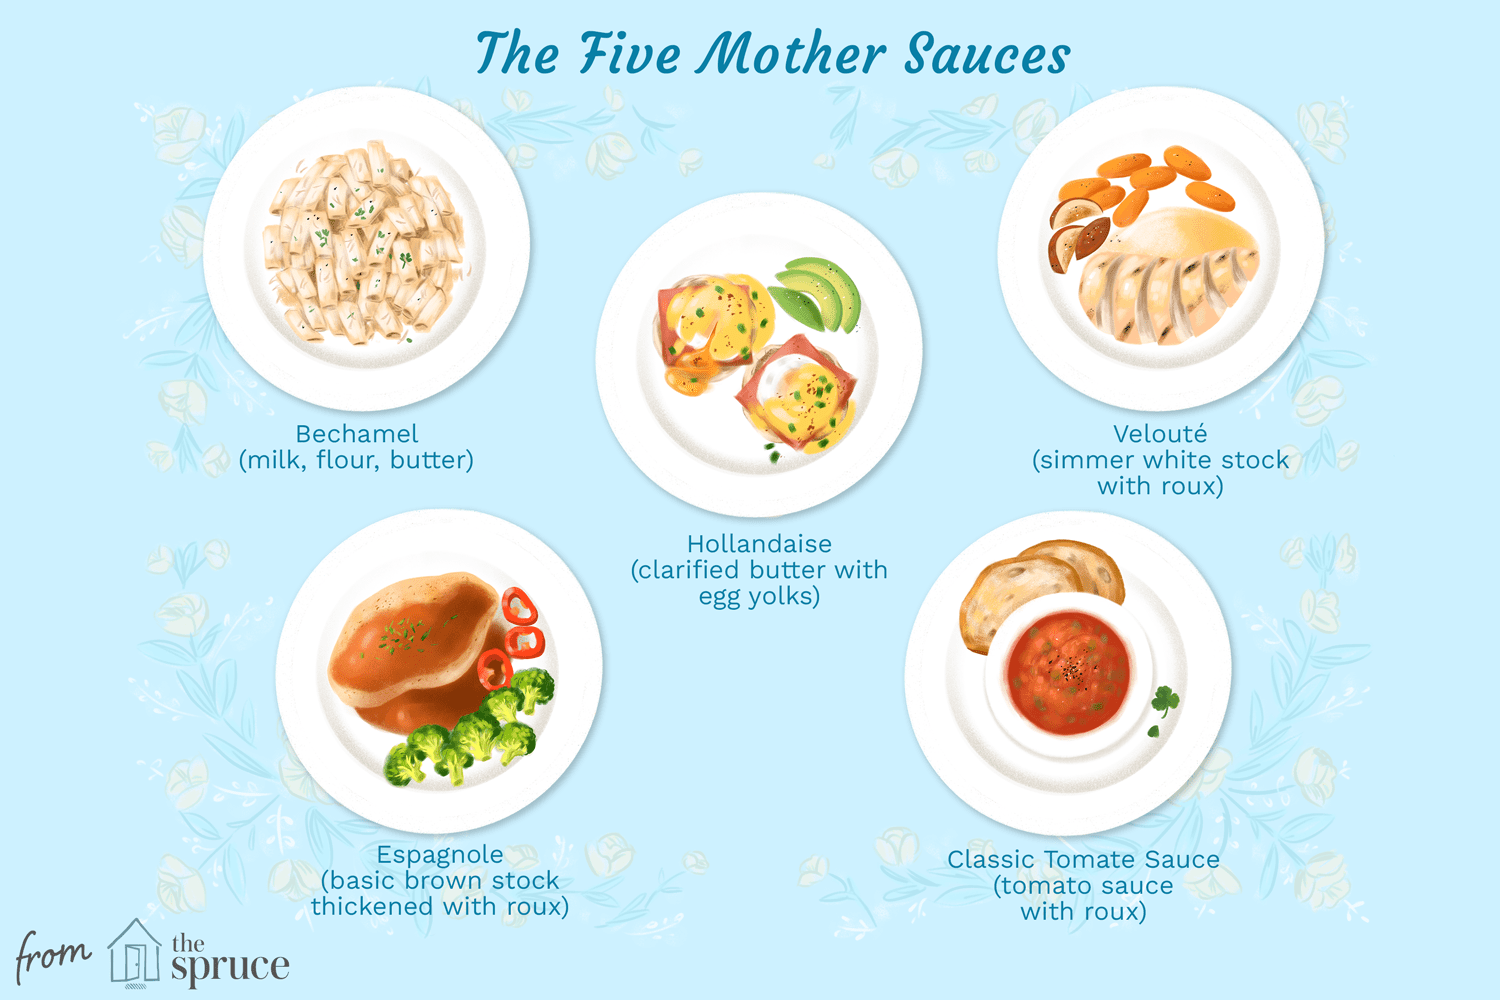 The Five Mother Sauces
Bechamel
(milk, flour, butter)
Hollandaise
(clarified butter with
egg yolks)
Velouté
(simmer white stock
with roux)
Espagnole
(basic brown stock
thickened with roux)
Classic Tomate Sauce
(tomato sauce
with roux)
from the spruce